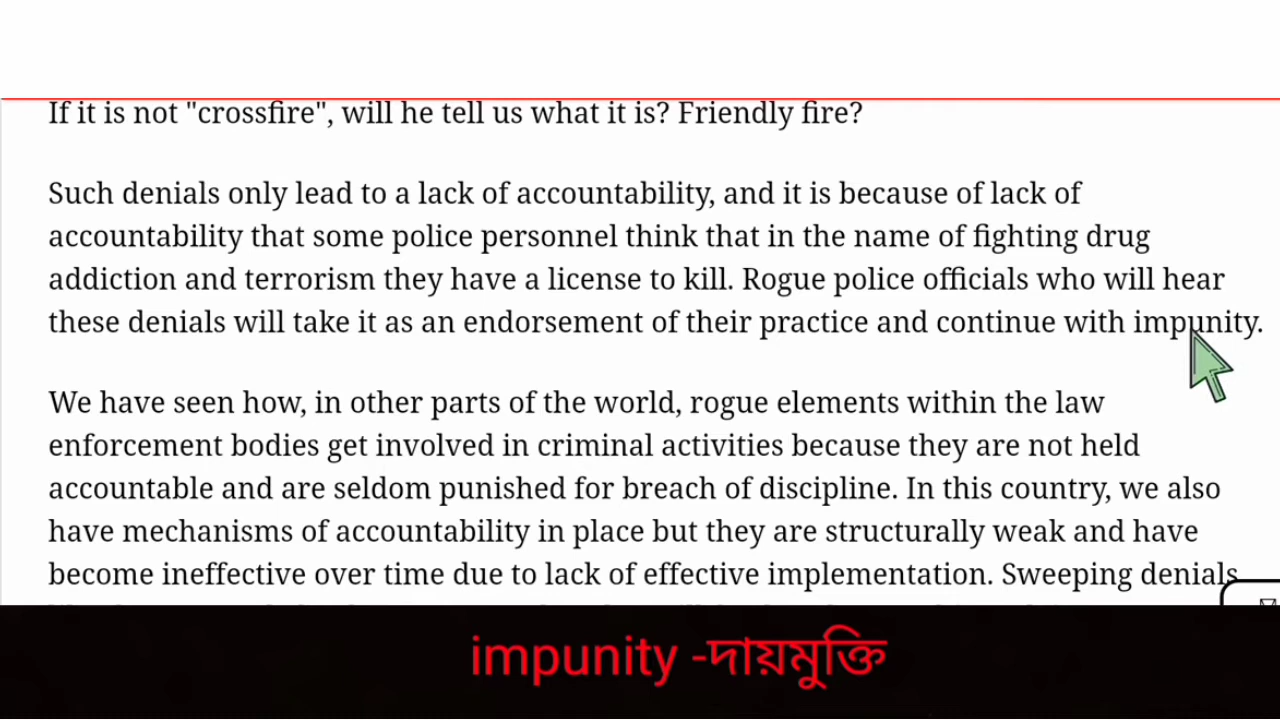 If it is not "crossfire", will he tell us what it is? Friendly fire?
Such denials only lead to a lack of accountability, and it is because of lack of
accountability that some police personnel think that in the name of fighting drug
addiction and terrorism they have a license to kill. Rogue police officials who will hear
these denials will take it as an endorsement of their practice and continue with impunity.
We have seen how, in other parts of the world, rogue elements within the law
enforcement bodies get involved in criminal activities because they are not held
accountable and are seldom punished for breach of discipline. In this country, we also
have mechanisms of accountability in place but they are structurally weak and have
become ineffective over time due to lack of effective implementation. Sweeping denials
impunity -দায়মুক্তি